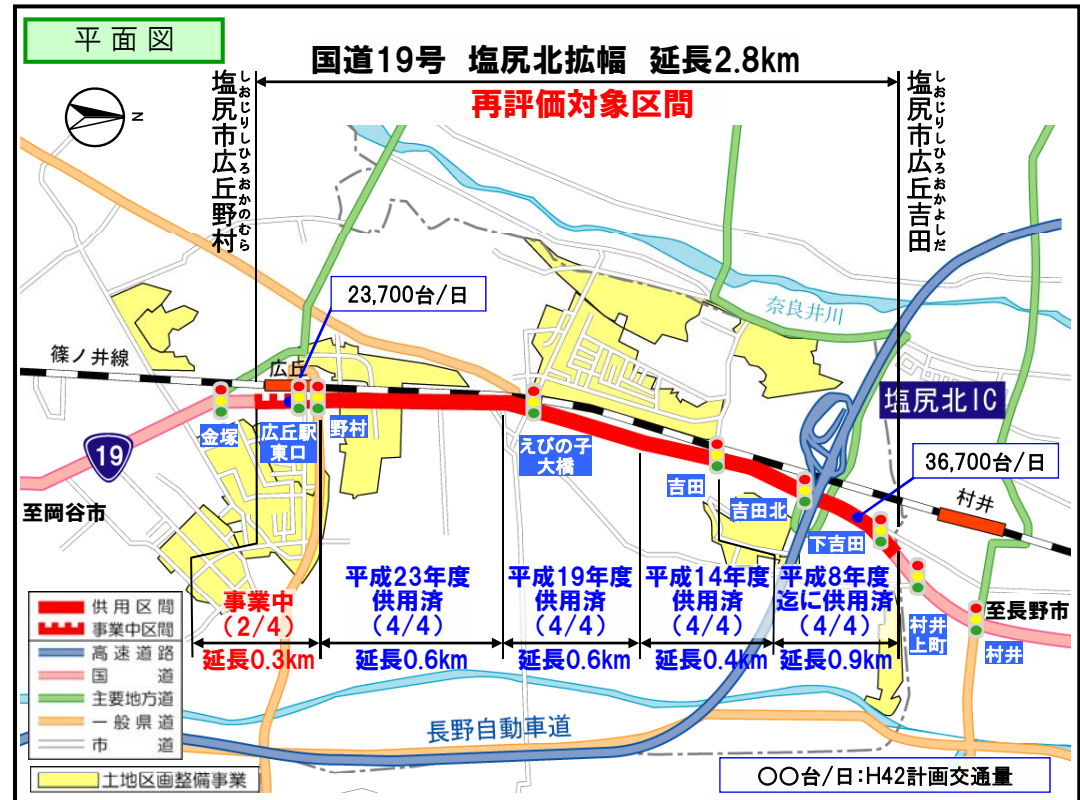 平面図
国道19号 塩尻北拡幅 延長2.8km
再評価対象区間
塩尻市広丘野村
しおじりしひろおかのむら
塩尻市広丘吉田
しおじりしひろおかよしだ
N
23,700台/日
奈良井川
篠ノ井線
広丘
塩尻北IC
金塚
広丘駅
東口
野村
えびの子
大橋
19
36,700台/日
吉田
吉田北
村井
下吉田
至岡谷市
至長野市
村井
上町
村井
事業中
(2/4)
延長0.3km
平成23年度
供用済
(4/4)
延長0.6km
平成19年度
供用済
(4/4)
延長0.6km
平成14年度
供用済
(4/4)
延長0.4km
平成8年度
迄に供用済
(4/4)
延長0.9km
供用区間
事業中区間
高速道路
国道
主要地方道
一般県道
市道
土地区画整備事業
長野自動車道
〇〇台/日:H42計画交通量